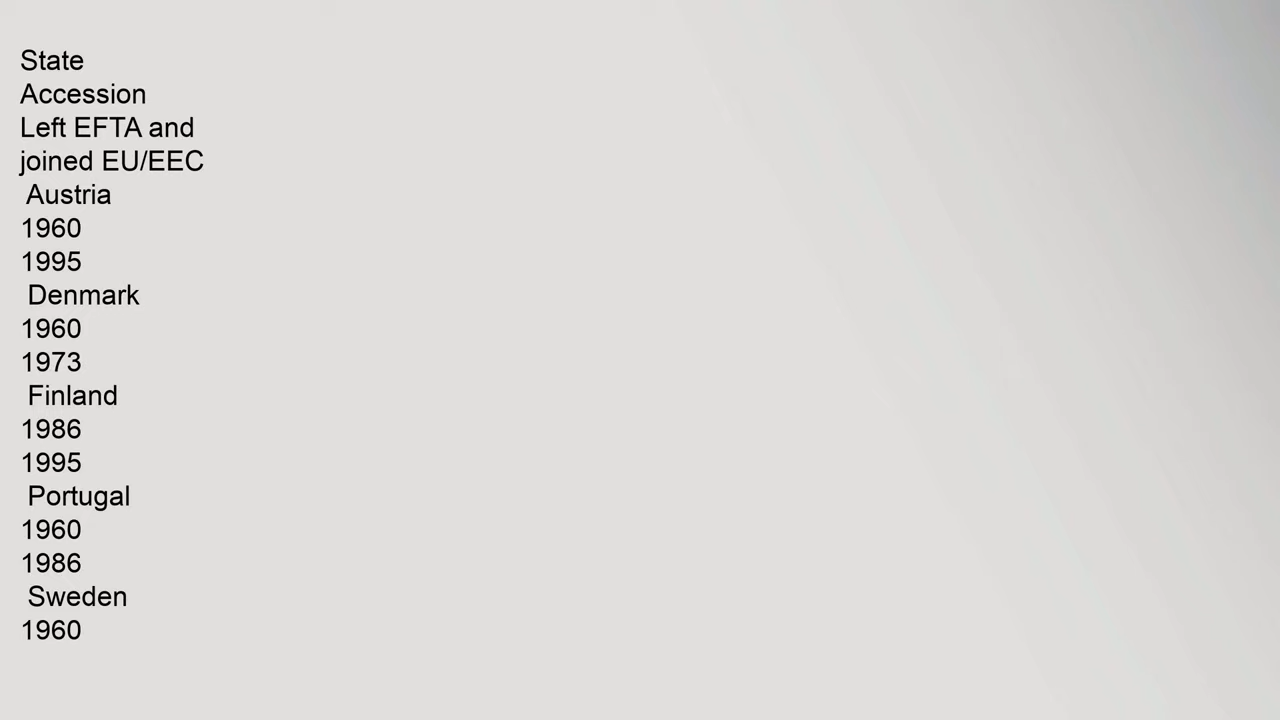 State
Accession
Left EFTA and
joined EU/EEC
Austria
1960
1995
Denmark
1960
1973
Finland
1986
1995
Portugal
1960
1986
Sweden
1960